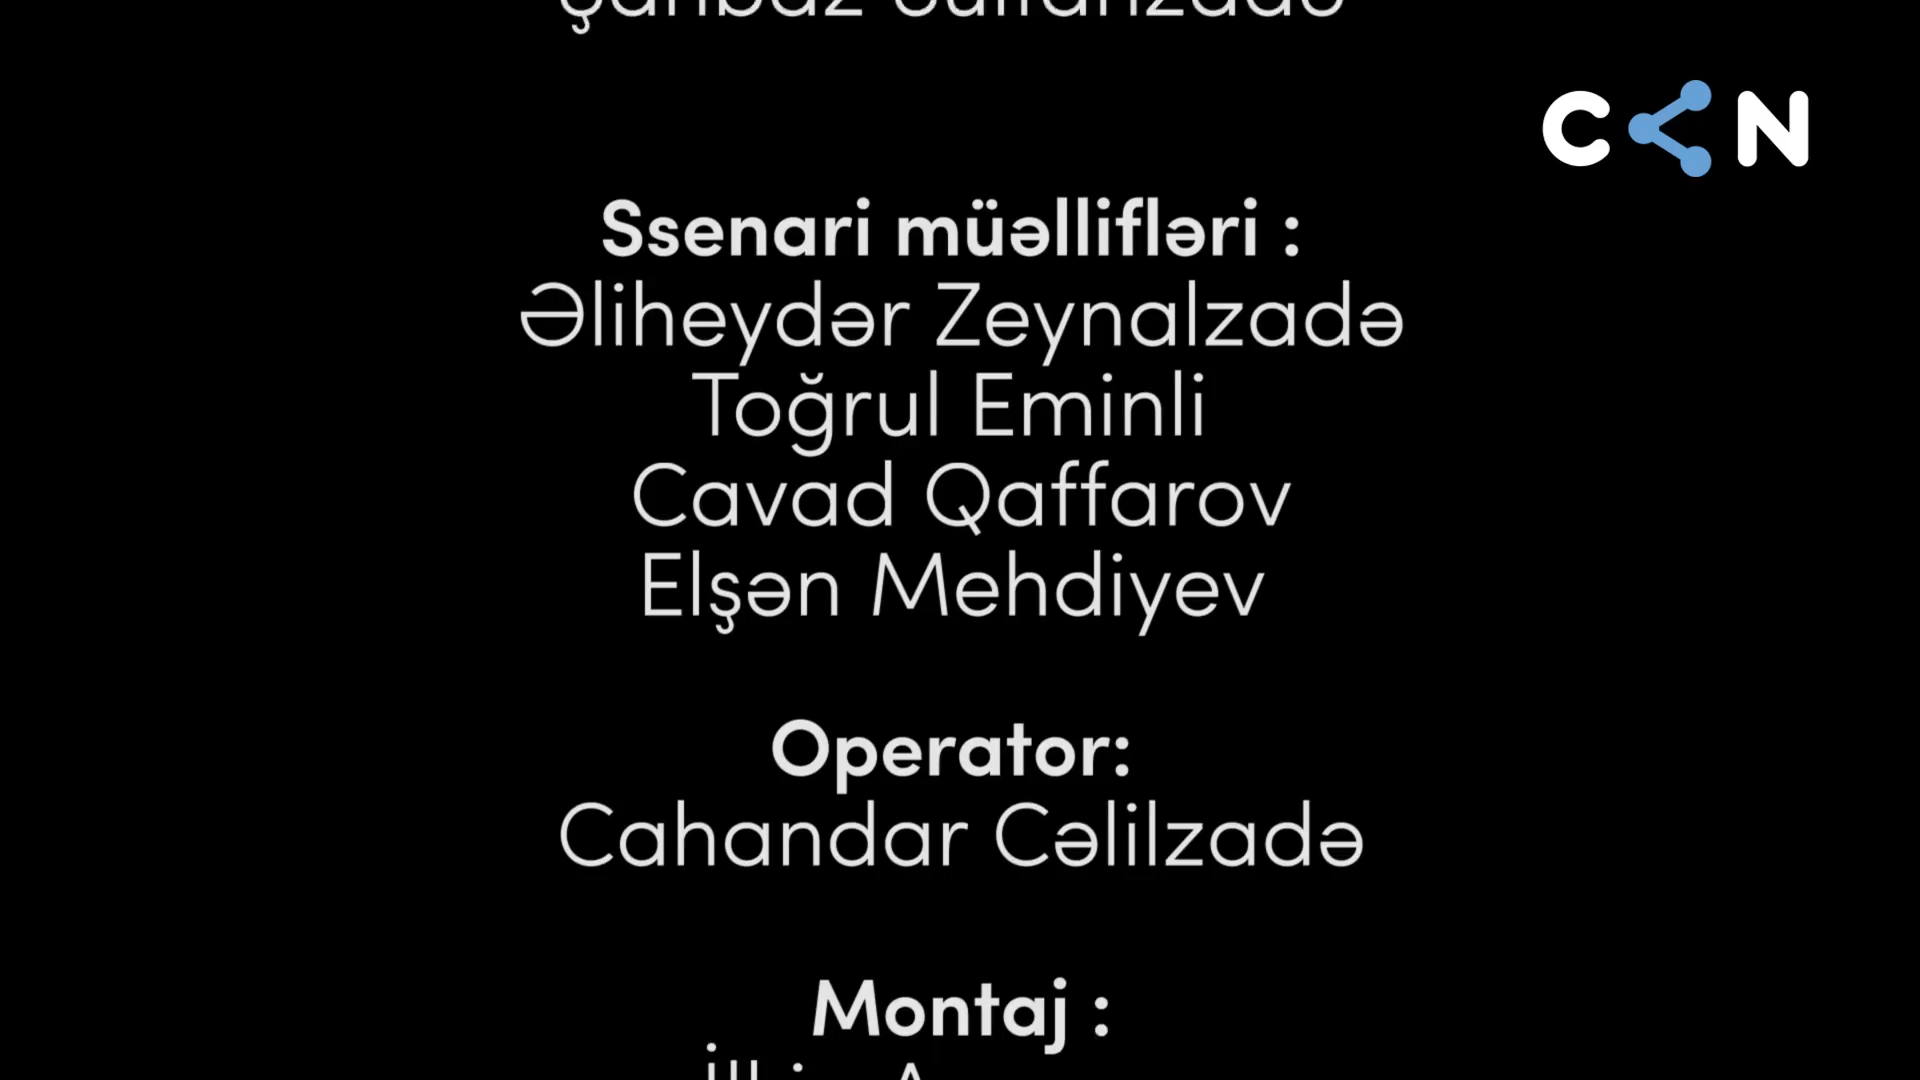 C N
Ssenari müəllifləri :
Əliheydər Zeynalzadə
Toğrul Eminli
Cavad Qaffarov
Elşən Mehdiyev
Operator:
Cahandar Cəlilzadə
Montaj :